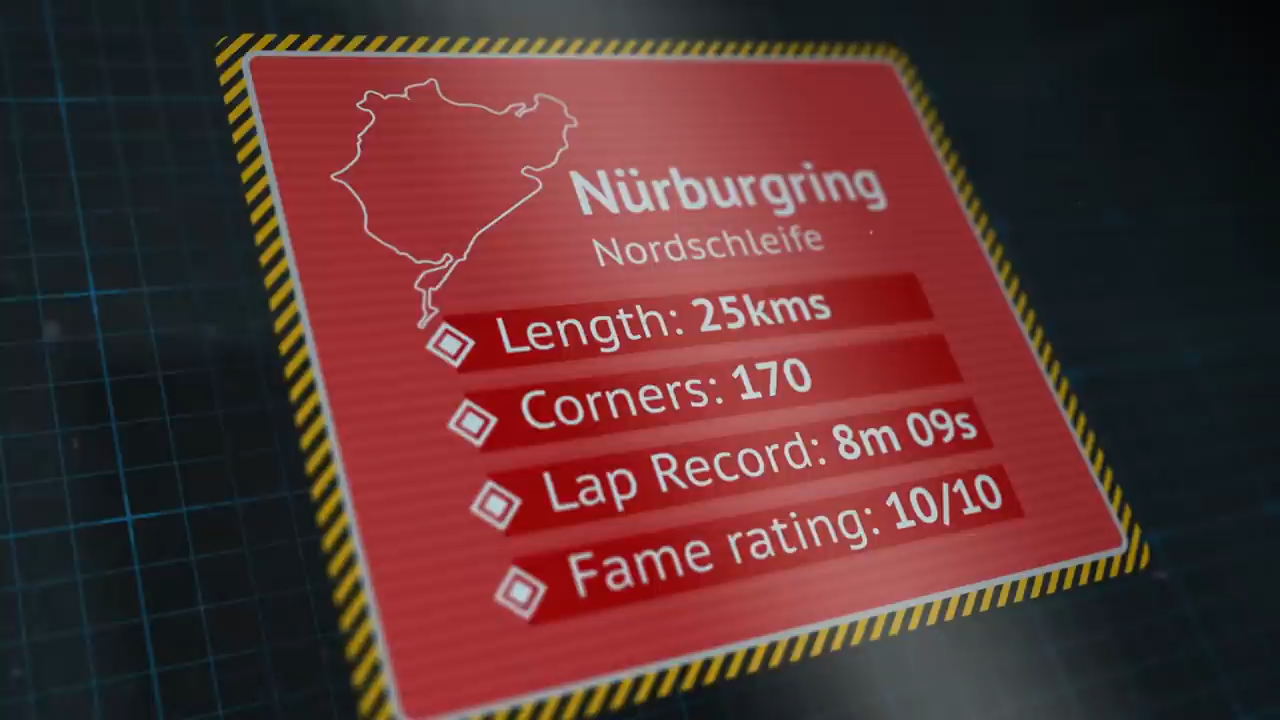 Nürburgring
Nordschleife
Length: 25kms
Corners: 170
Lap Record: 8m 09s
Fame rating: 10/10